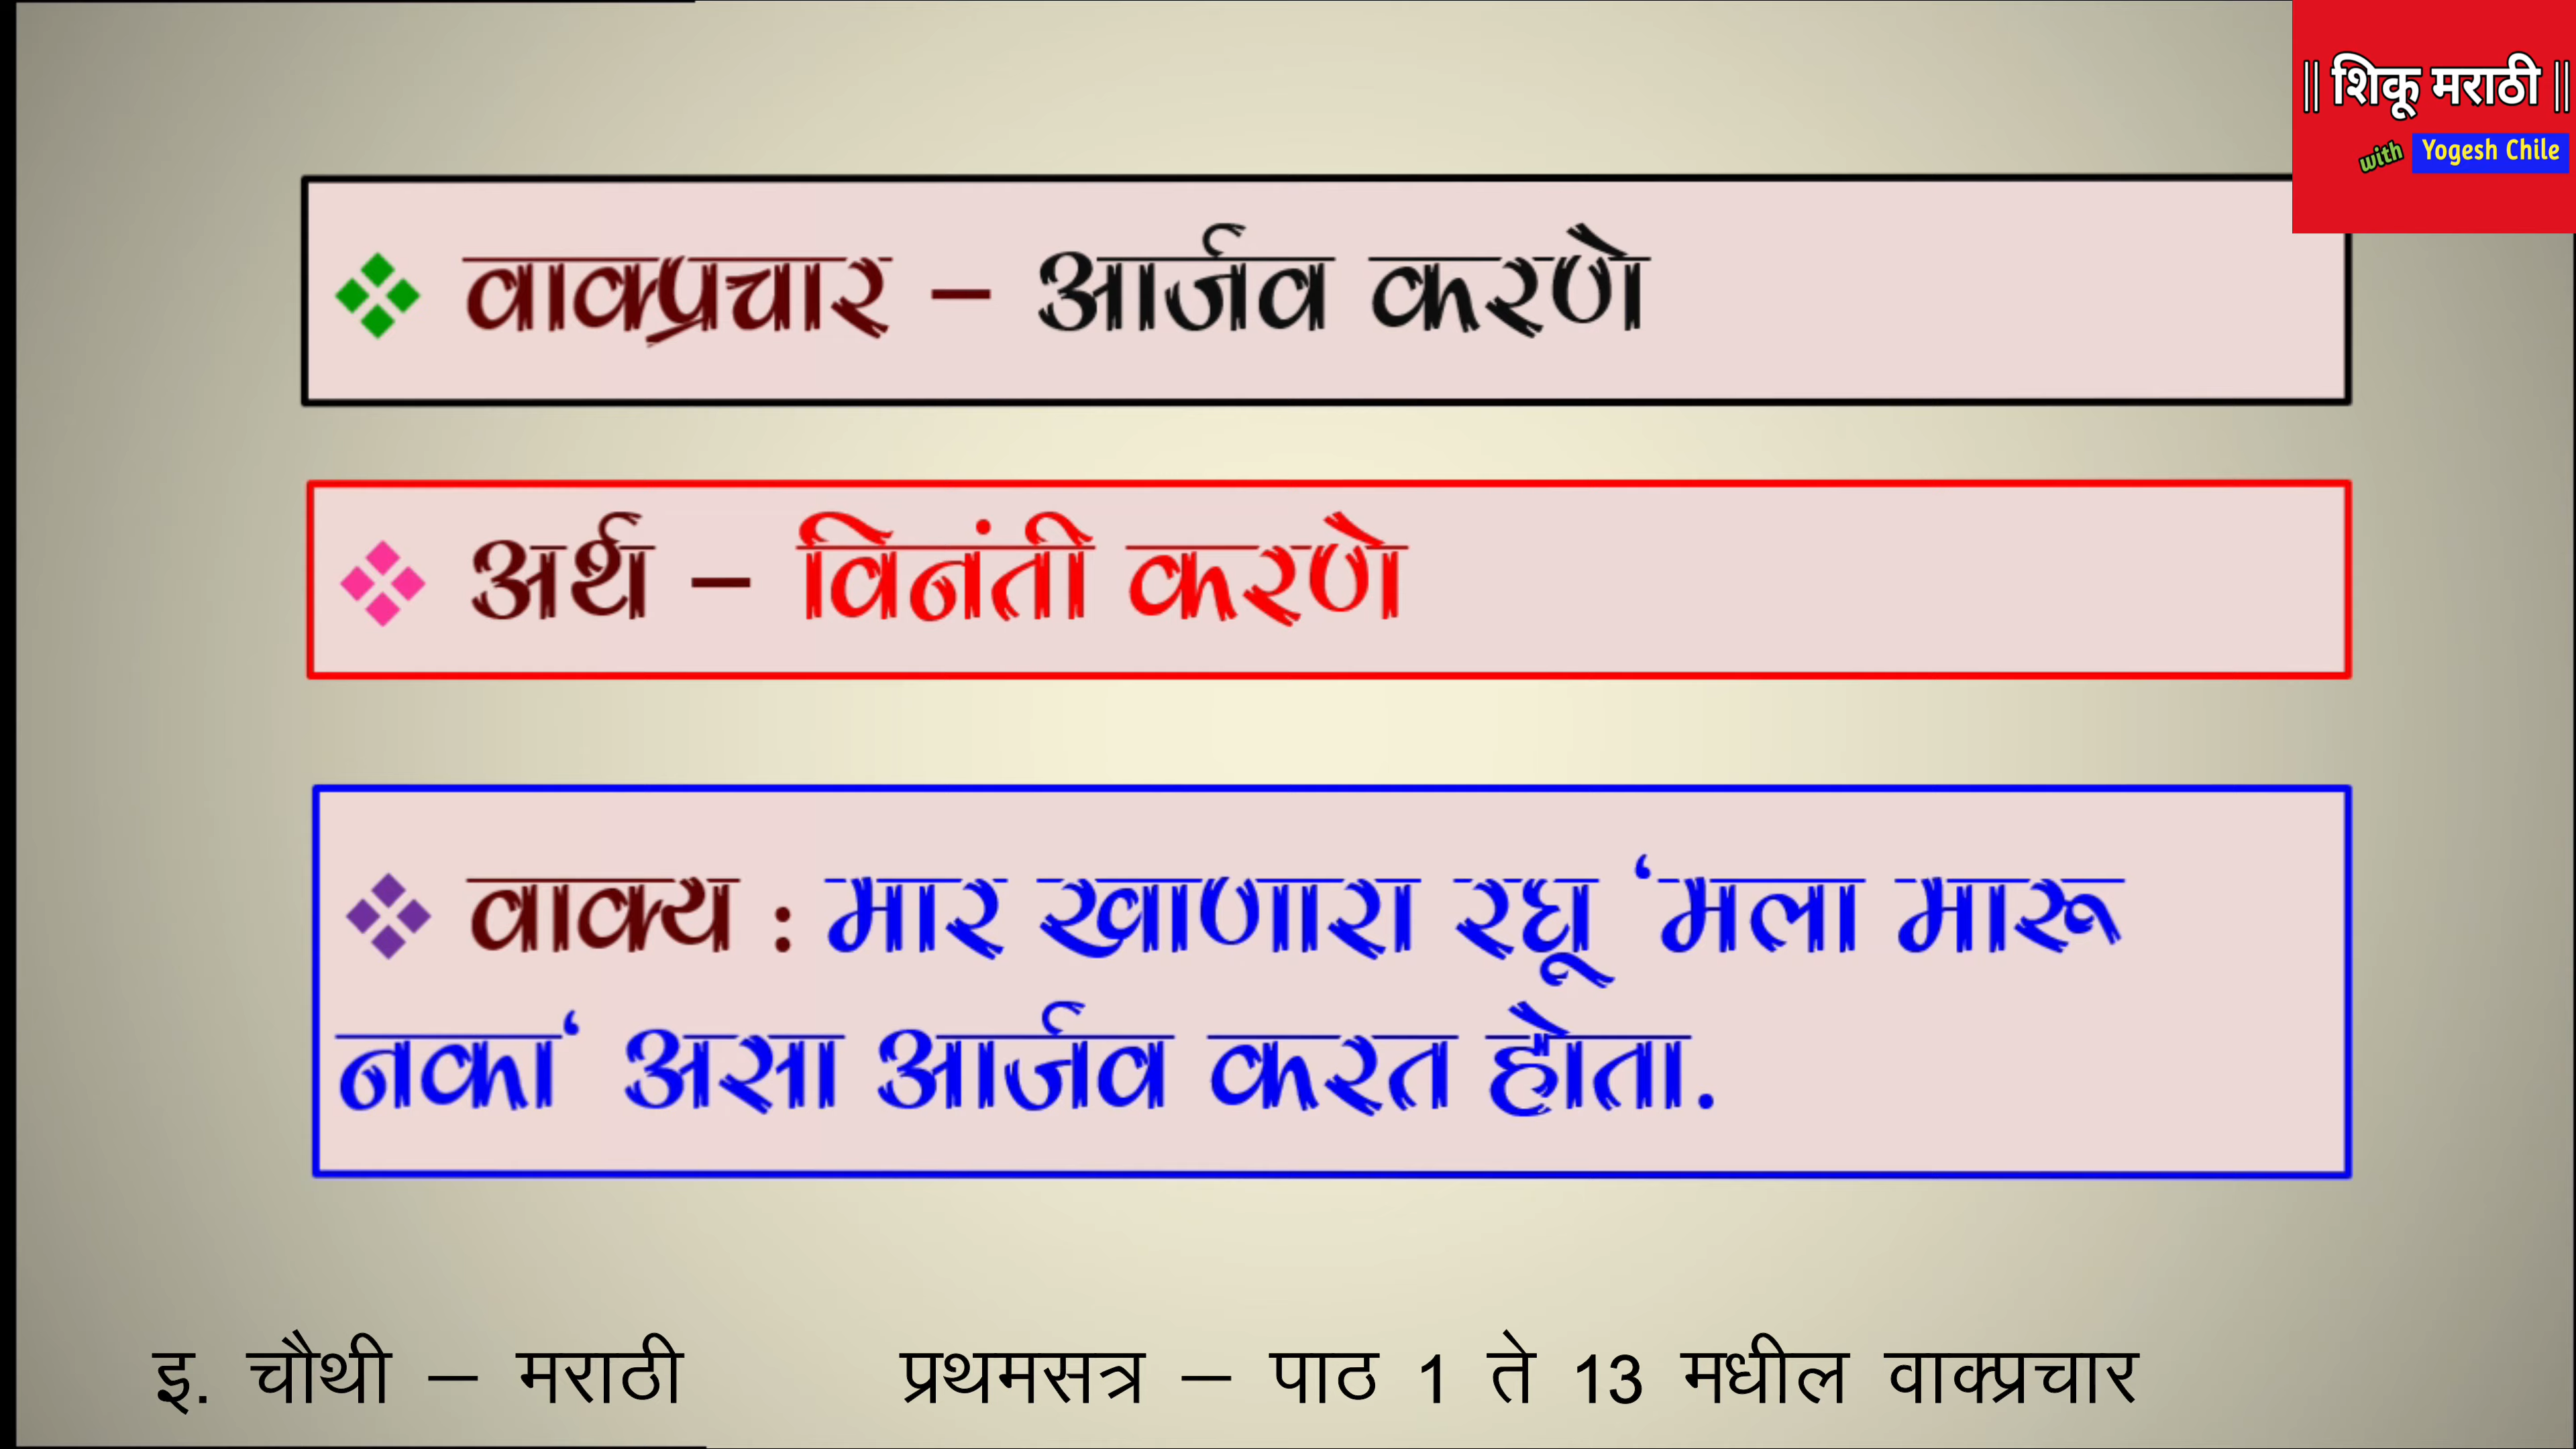 || शिकू मराठी ||
with Yogesh Chile
❖ वाक्प्रचार – आर्जव करणे
❖ अर्थ – विनंती करणे
❖ वाक्य : मार खाणारा रघू ‘मला मारू
नका‘ असा आर्जव करत होता.
इ. चौथी – मराठी प्रथमसत्र – पाठ 1 ते 13 मधील वाक्प्रचार